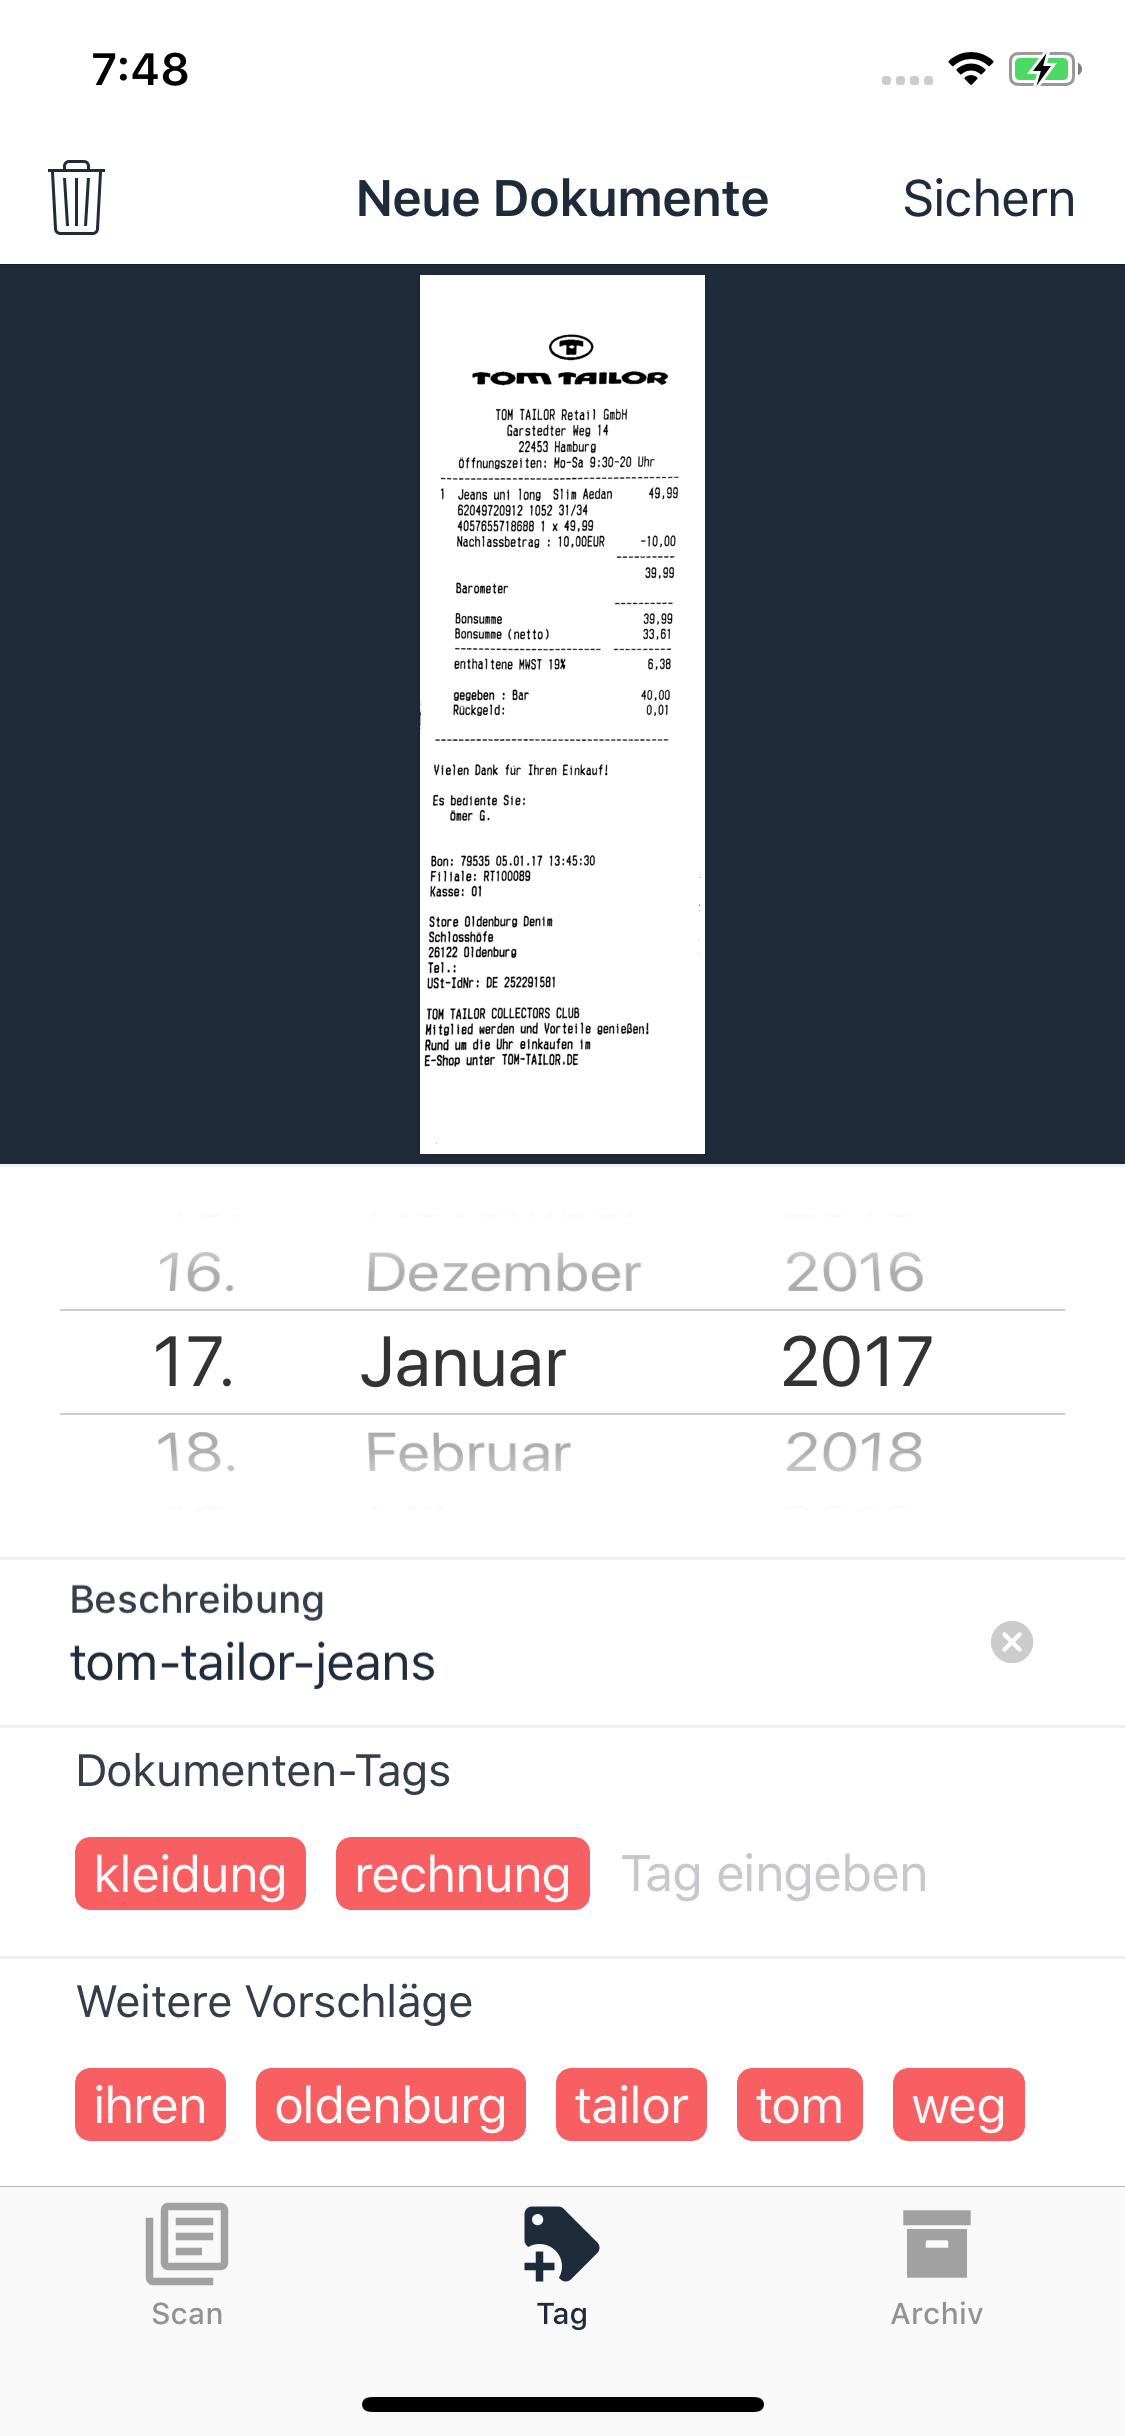 7:48
Neue Dokumente
Sichern
TOM TAILOR
TOM TAILOR Retail GmbH
Garstedter Weg 14
22453 Hamburg
Öffnungszeiten: Mo-Sa 9:30-20 Uhr
1 Jeans uni long Slim Aedan 49,99
62049720912 1052 31/34
4057655718688 1 x 49,99
Nachlassbetrag : 10,00EUR -10,00
39,99
Barometer
Bonsumme 39,99
Bonsumme (netto) 33,61
enthaltene MWST 19% 6,38
gegeben : Bar 40,00
Rückgeld: 0,01
Vielen Dank für Ihren Einkauf!
Es bediente Sie:
Ömer G.
Bon: 79535 05.01.17 13:45:30
Filiale: RT100089
Kasse: 01
Store Oldenburg Denim
Schlosshöfe
26122 Oldenburg
Tel.:
USt-IdNr: DE 252291581
TOM TAILOR COLLECTORS CLUB
Mitglied werden und Vorteile genießen!
Rund um die Uhr einkaufen im
E-Shop unter TOM-TAILOR.DE
16. Dezember 2016
17. Januar 2017
18. Februar 2018
Beschreibung
tom-tailor-jeans
Dokumenten-Tags
kleidung rechnung Tag eingeben
Weitere Vorschläge
ihren oldenburg tailor tom weg
Scan Tag Archiv